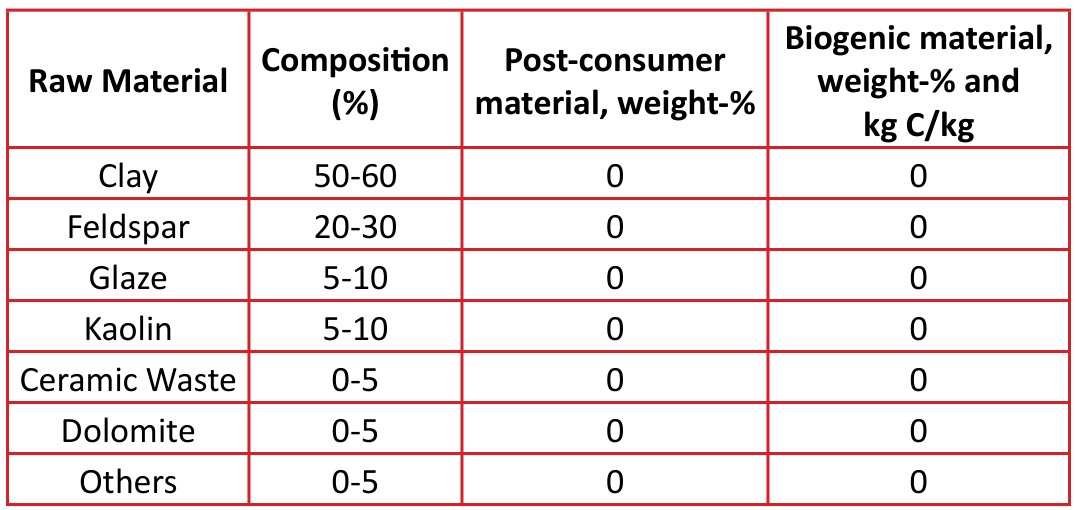 Raw Material
Composition
(%)
Post-consumer
material, weight-%
Biogenic material,
weight-% and
kg C/kg
Clay 50-60 0 0
Feldspar 20-30 0 0
Glaze 5-10 0 0
Kaolin 5-10 0 0
Ceramic Waste 0-5 0 0
Dolomite 0-5 0 0
Others 0-5 0 0